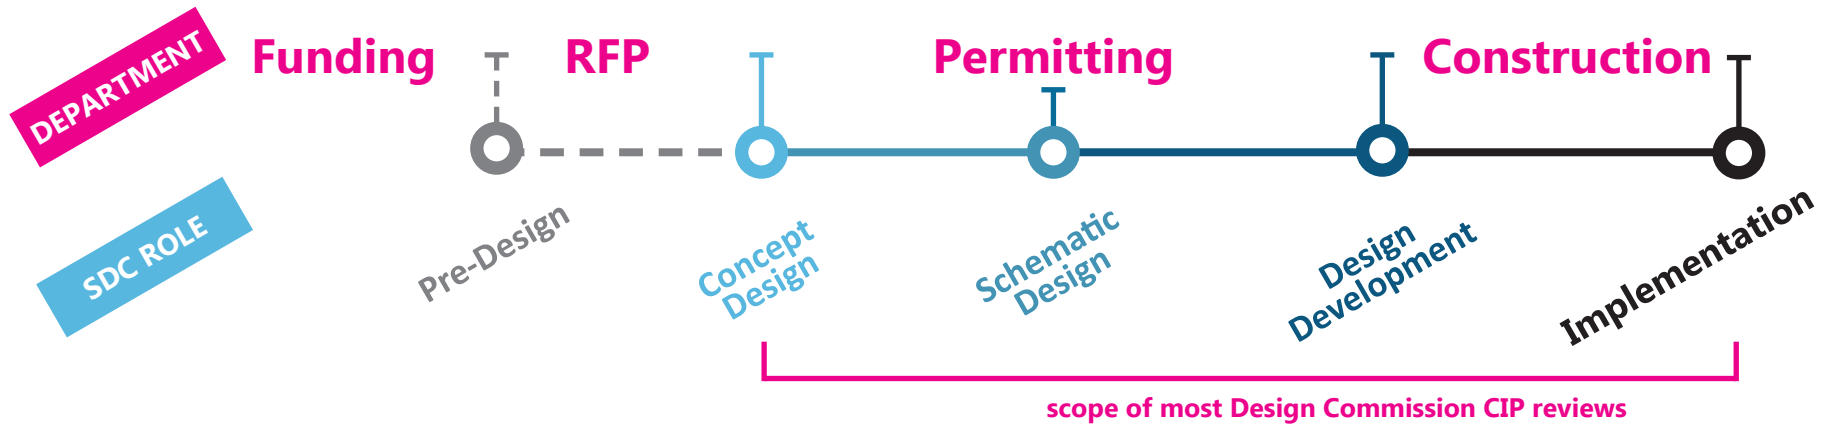 DEPARTMENT
Funding
RFP
Permitting
Construction
SDC ROLE
Pre-Design
Concept
Design
Schematic
Design
Design
Development
Implementation
scope of most Design Commission CIP reviews